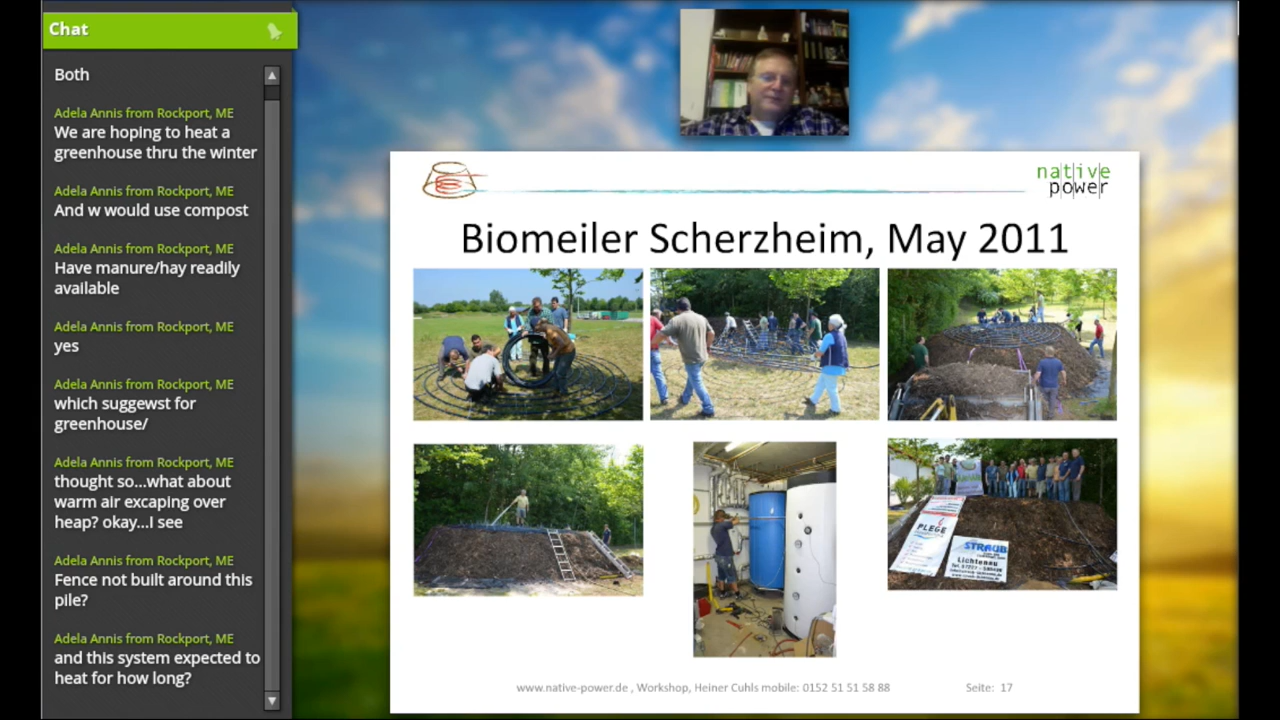 Chat
Both
Adela Annis from Rockport, ME
We are hoping to heat a
greenhouse thru the winter
Adela Annis from Rockport, ME
And w would use compost
Adela Annis from Rockport, ME
Have manure/hay readily
available
Adela Annis from Rockport, ME
yes
Adela Annis from Rockport, ME
which suggewst for
greenhouse/
Adela Annis from Rockport, ME
thought so...what about
warm air excaping over
heap? okay...I see
Adela Annis from Rockport, ME
Fence not built around this
pile?
Adela Annis from Rockport, ME
and this system expected to
heat for how long?
native
power
Biomeiler Scherzheim, May 2011
PLEGE
STRAUB
Lichtenau
www.native-power.de , Workshop, Heiner Cuhls mobile: 0152 51 51 58 88
Seite: 17